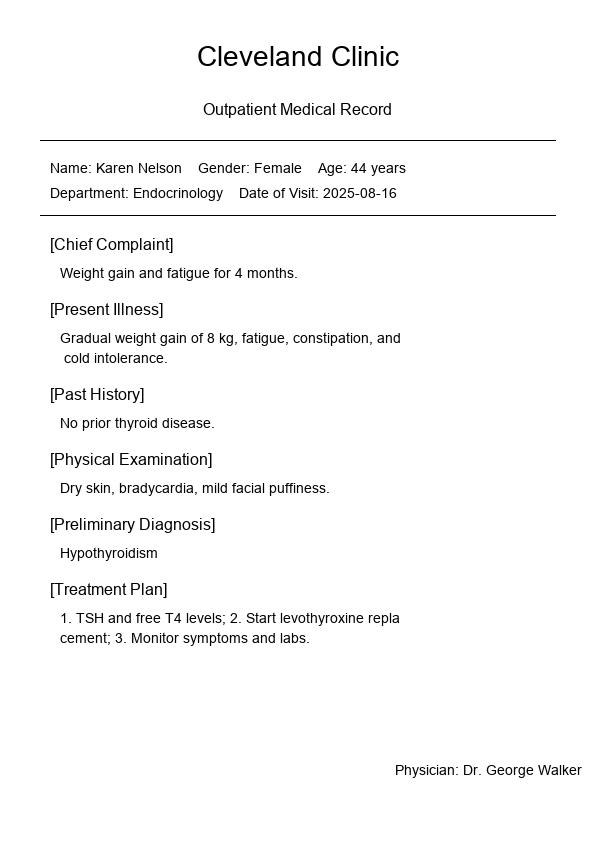 Cleveland Clinic
Outpatient Medical Record
Name: Karen Nelson Gender: Female Age: 44 years
Department: Endocrinology Date of Visit: 2025-08-16
[Chief Complaint]
Weight gain and fatigue for 4 months.
[Present Illness]
Gradual weight gain of 8 kg, fatigue, constipation, and
cold intolerance.
[Past History]
No prior thyroid disease.
[Physical Examination]
Dry skin, bradycardia, mild facial puffiness.
[Preliminary Diagnosis]
Hypothyroidism
[Treatment Plan]
1. TSH and free T4 levels; 2. Start levothyroxine repla
cement; 3. Monitor symptoms and labs.
Physician: Dr. George Walker